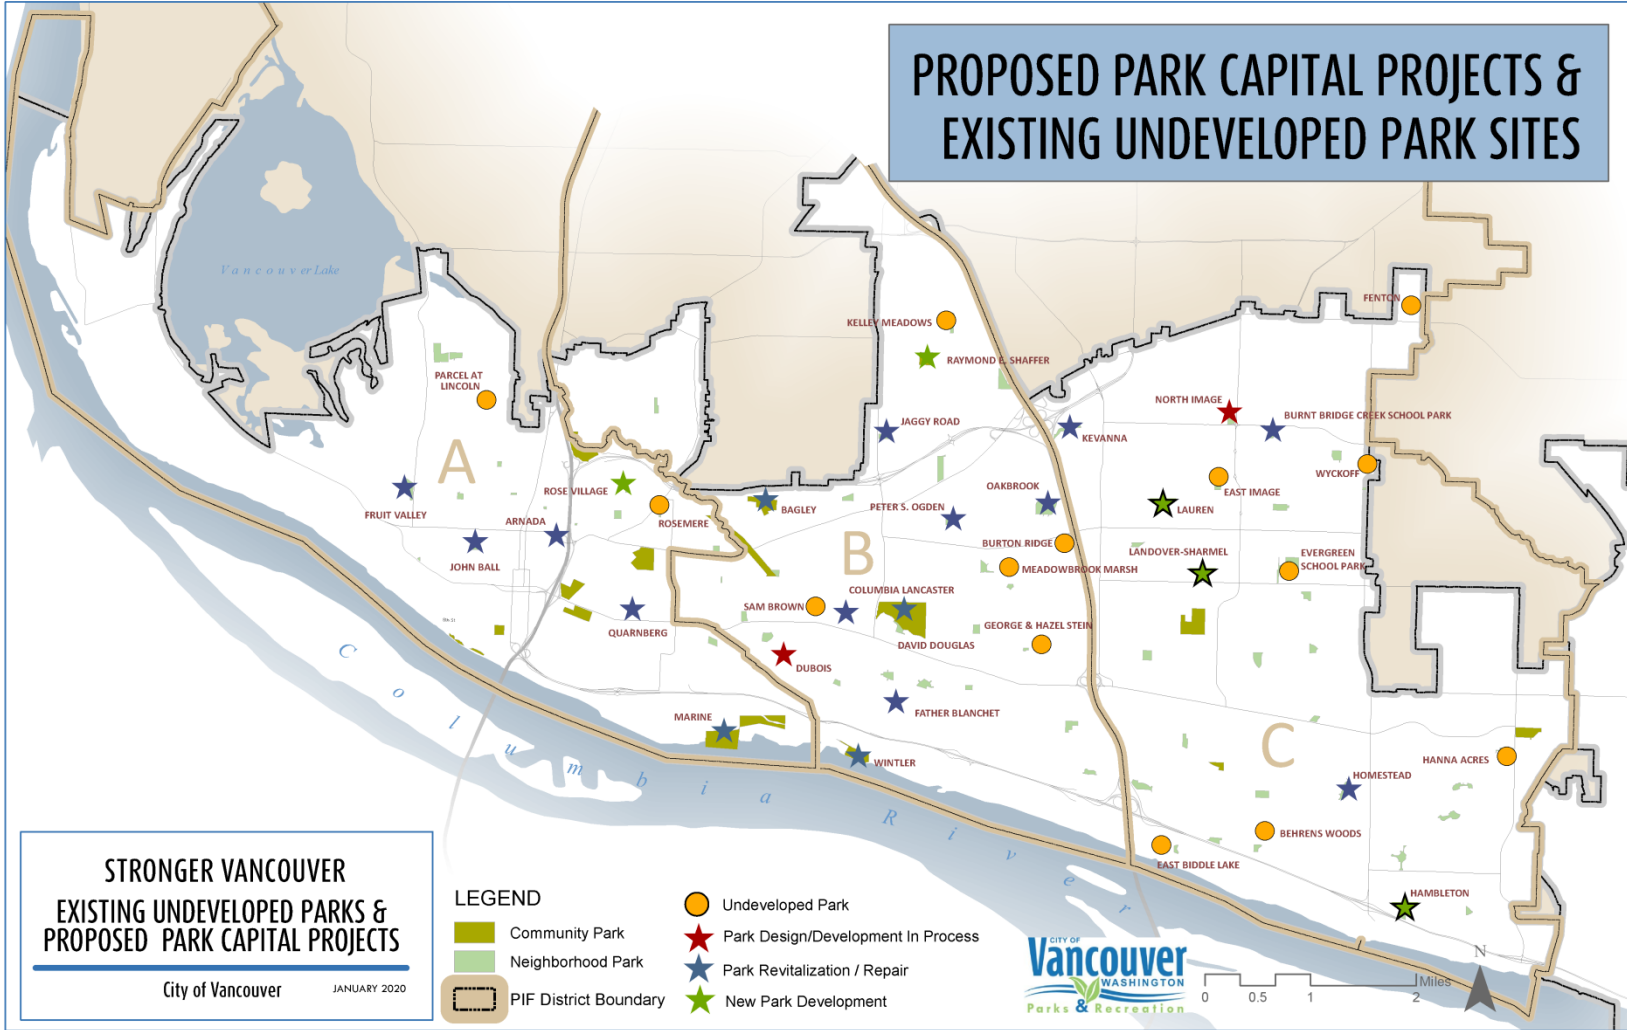 PROPOSED PARK CAPITAL PROJECTS &
EXISTING UNDEVELOPED PARK SITES
Vancouver Lake
FENTON
KELLEY MEADOWS
RAYMOND E. SHAFFER
PARCEL AT
LINCOLN
NORTH IMAGE
BURNT BRIDGE CREEK SCHOOL PARK
JAGGY ROAD
KEVANNA
A
WYCKOFF
ROSE VILLAGE
OAKBROOK
EAST IMAGE
FRUIT VALLEY
ARNADA
ROSEMERE
BAGLEY
PETER S. OGDEN
LAUREN
BURTON RIDGE
LANDOVER-SHARMEL
EVERGREEN
SCHOOL PARK
JOHN BALL
B
MEADOWBROOK MARSH
COLUMBIA LANCASTER
SAM BROWN
QUARNBERG
GEORGE & HAZEL STEIN
DAVID DOUGLAS
DUBOIS
MARINE
FATHER BLANCHET
C
WINTLER
HANNA ACRES
HOMESTEAD
BEHRENS WOODS
EAST BIDDLE LAKE
HAMBLETON
Columbia River
STRONGER VANCOUVER
EXISTING UNDEVELOPED PARKS &
PROPOSED PARK CAPITAL PROJECTS
City of Vancouver JANUARY 2020
LEGEND
Community Park
Neighborhood Park
PIF District Boundary
Undeveloped Park
Park Design/Development In Process
Park Revitalization / Repair
New Park Development
CITY OF
Vancouver
WASHINGTON
Parks & Recreation
N
Miles
0 0.5 1 2